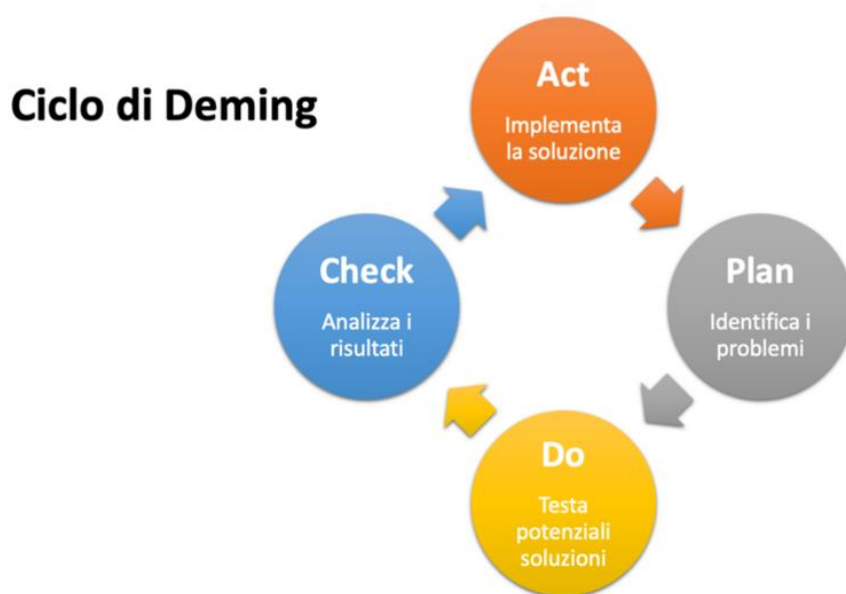 Ciclo di Deming
Act
Implementa
la soluzione
Check
Analizza i
risultati
Plan
Identifica i
problemi
Do
Testa
potenziali
soluzioni